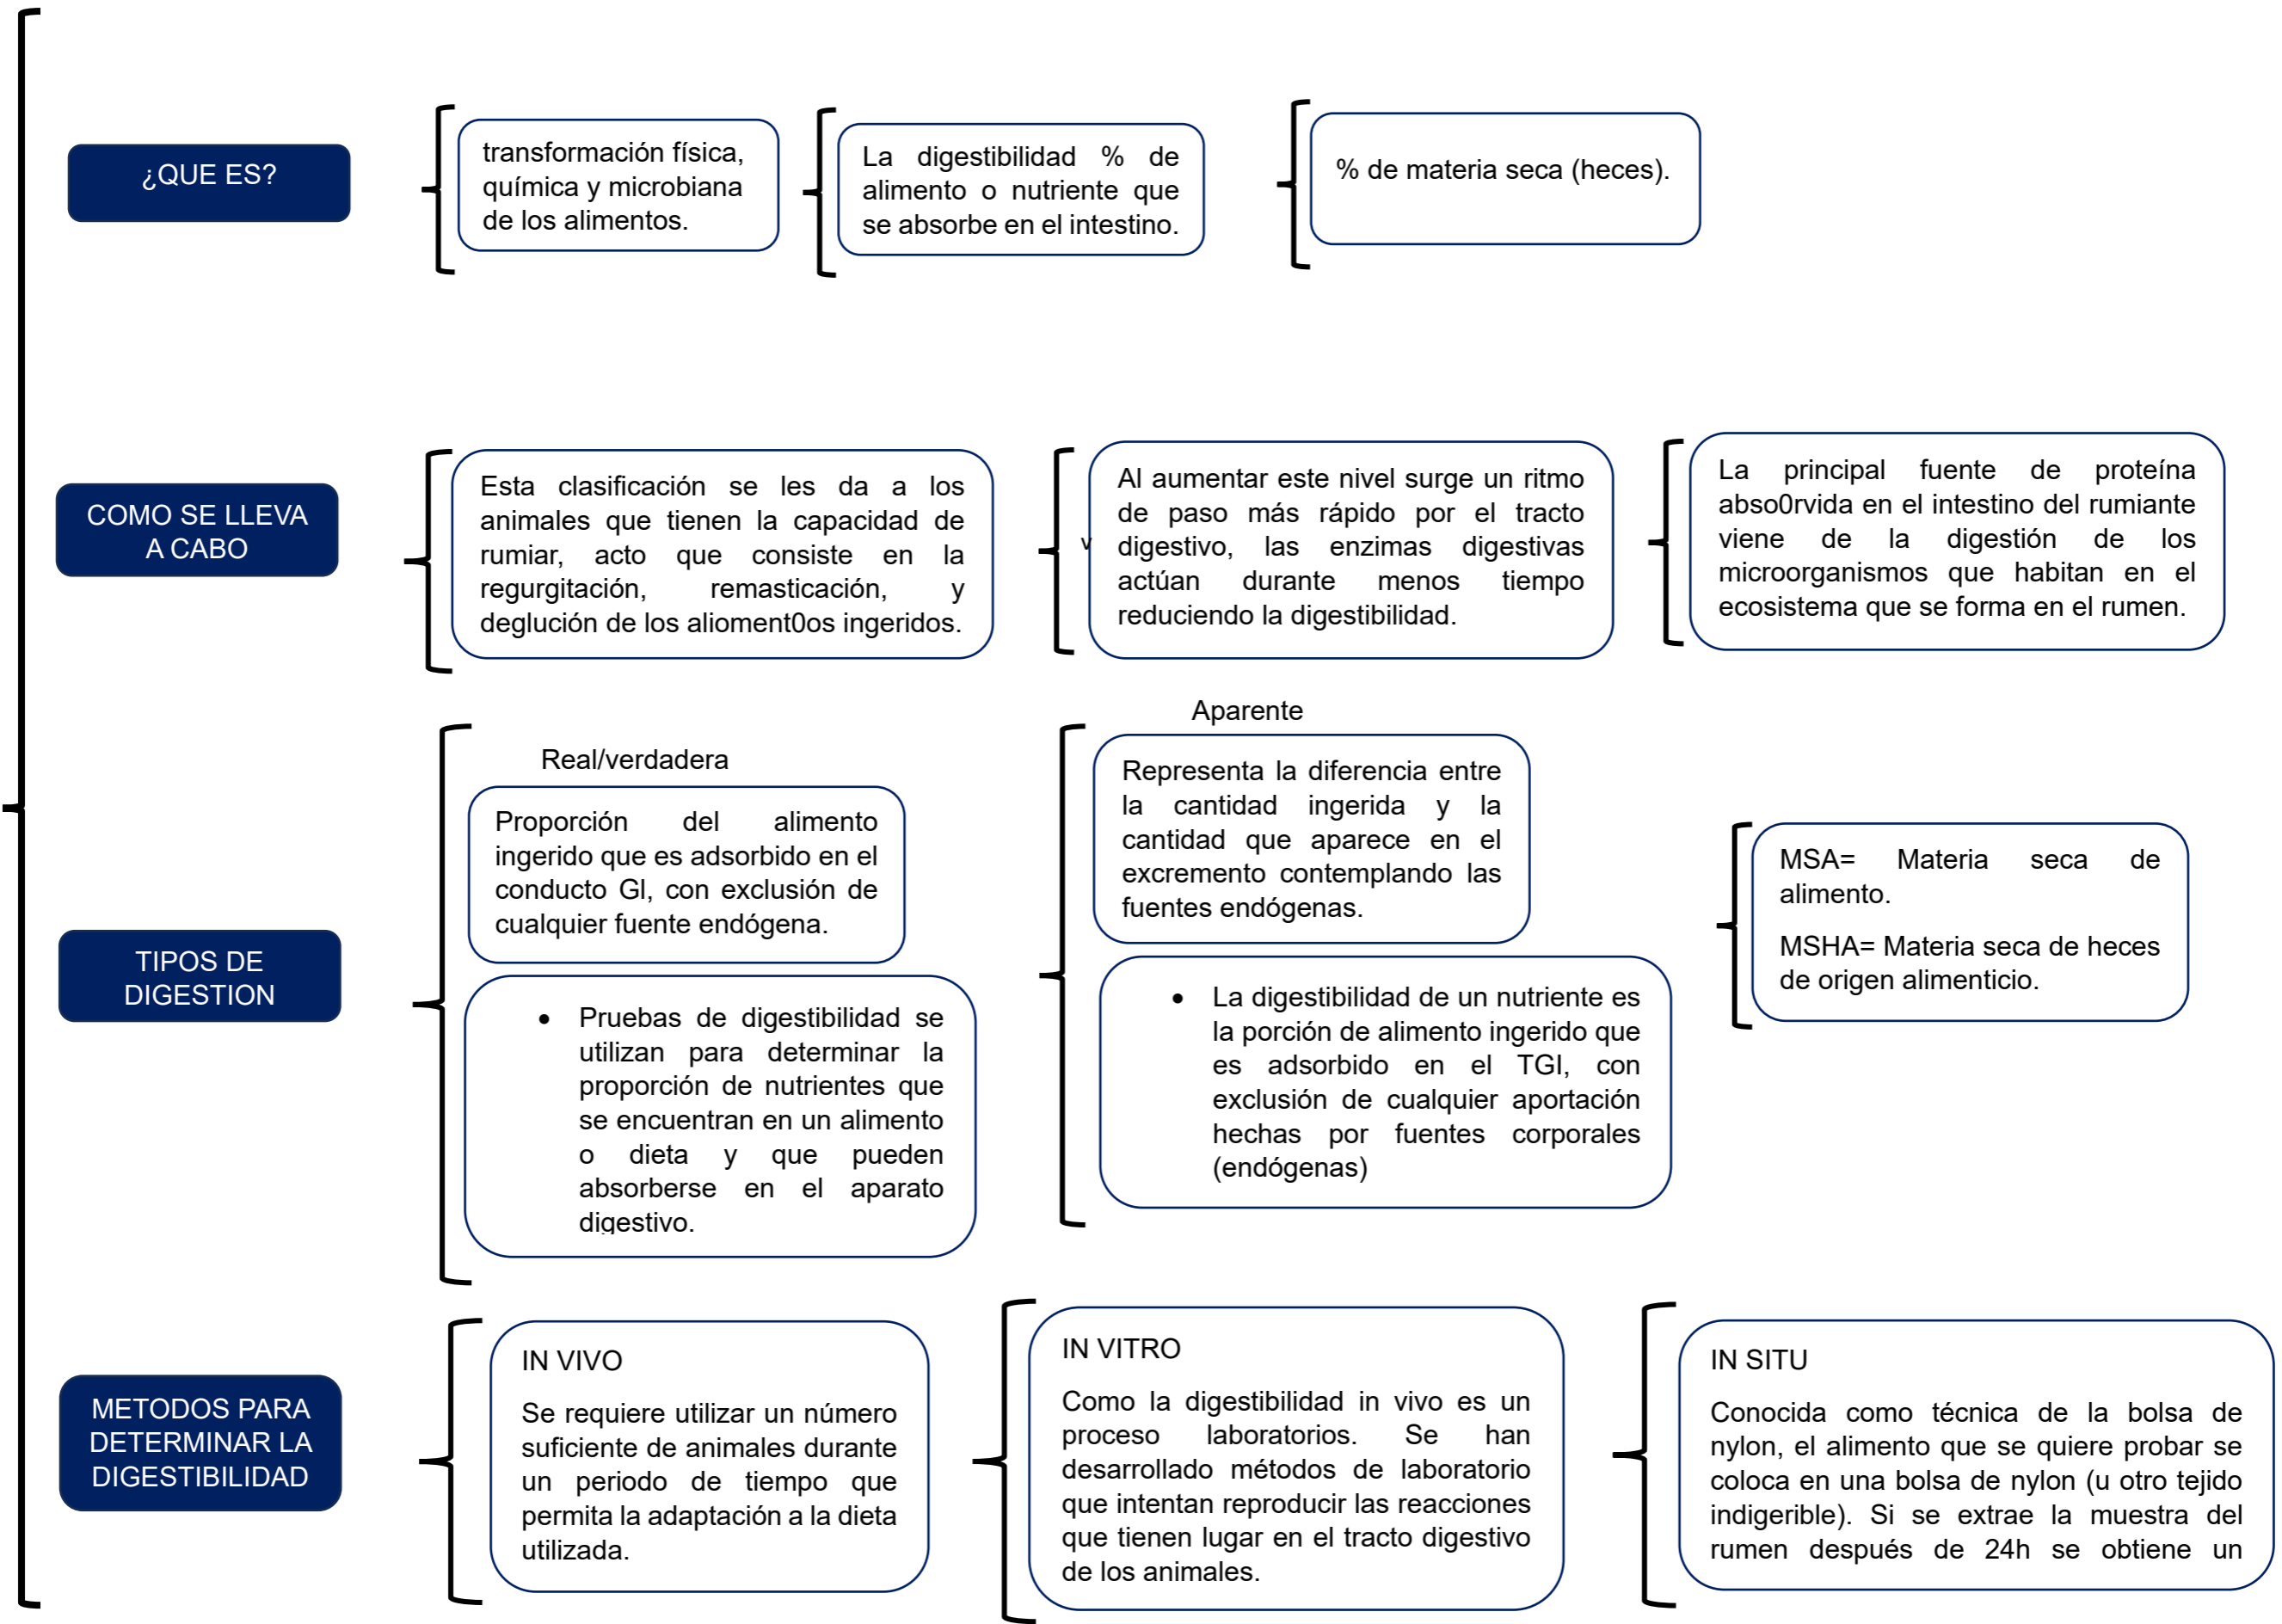 ¿QUE ES?
transformación física,
química y microbiana
de los alimentos.
La digestibilidad % de
alimento o nutriente que
se absorbe en el intestino.
% de materia seca (heces).
COMO SE LLEVA
A CABO
Esta clasificación se les da a los
animales que tienen la capacidad de
rumiar, acto que consiste en la
regurgitación, remasticación, y
deglución de los alioment0os ingeridos.
v
Al aumentar este nivel surge un ritmo
de paso más rápido por el tracto
digestivo, las enzimas digestivas
actúan durante menos tiempo
reduciendo la digestibilidad.
La principal fuente de proteína
abso0rvida en el intestino del rumiante
viene de la digestión de los
microorganismos que habitan en el
ecosistema que se forma en el rumen.
TIPOS DE
DIGESTION
Real/verdadera
Proporción del alimento
ingerido que es adsorbido en el
conducto GI, con exclusión de
cualquier fuente endógena.
• Pruebas de digestibilidad se
utilizan para determinar la
proporción de nutrientes que
se encuentran en un alimento
o dieta y que pueden
absorberse en el aparato
digestivo.
Aparente
Representa la diferencia entre
la cantidad ingerida y la
cantidad que aparece en el
excremento contemplando las
fuentes endógenas.
• La digestibilidad de un nutriente es
la porción de alimento ingerido que
es adsorbido en el TGI, con
exclusión de cualquier aportación
hechas por fuentes corporales
(endógenas)
MSA= Materia seca de
alimento.
MSHA= Materia seca de heces
de origen alimenticio.
METODOS PARA
DETERMINAR LA
DIGESTIBILIDAD
IN VIVO
Se requiere utilizar un número
suficiente de animales durante
un periodo de tiempo que
permita la adaptación a la dieta
utilizada.
IN VITRO
Como la digestibilidad in vivo es un
proceso laboratorios. Se han
desarrollado métodos de laboratorio
que intentan reproducir las reacciones
que tienen lugar en el tracto digestivo
de los animales.
IN SITU
Conocida como técnica de la bolsa de
nylon, el alimento que se quiere probar se
coloca en una bolsa de nylon (u otro tejido
indigerible). Si se extrae la muestra del
rumen después de 24h se obtiene un